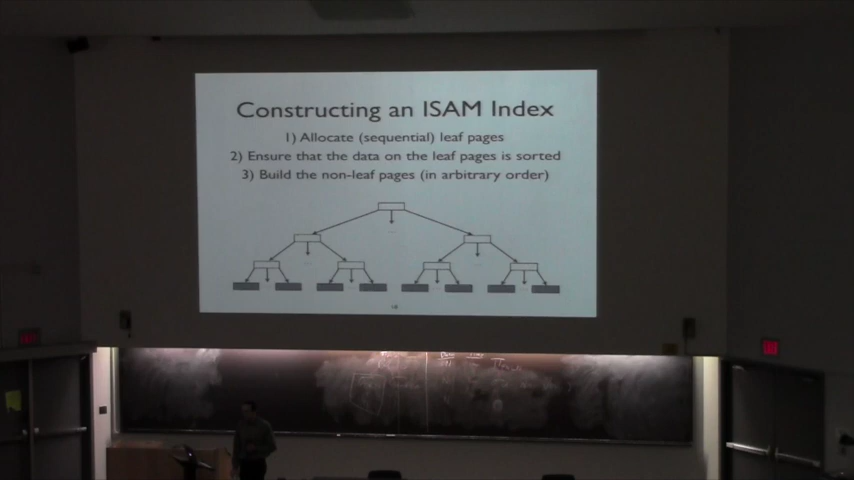 Constructing an ISAM Index
1) Allocate (sequential) leaf pages
2) Ensure that the data on the leaf pages is sorted
3) Build the non-leaf pages (in arbitrary order)